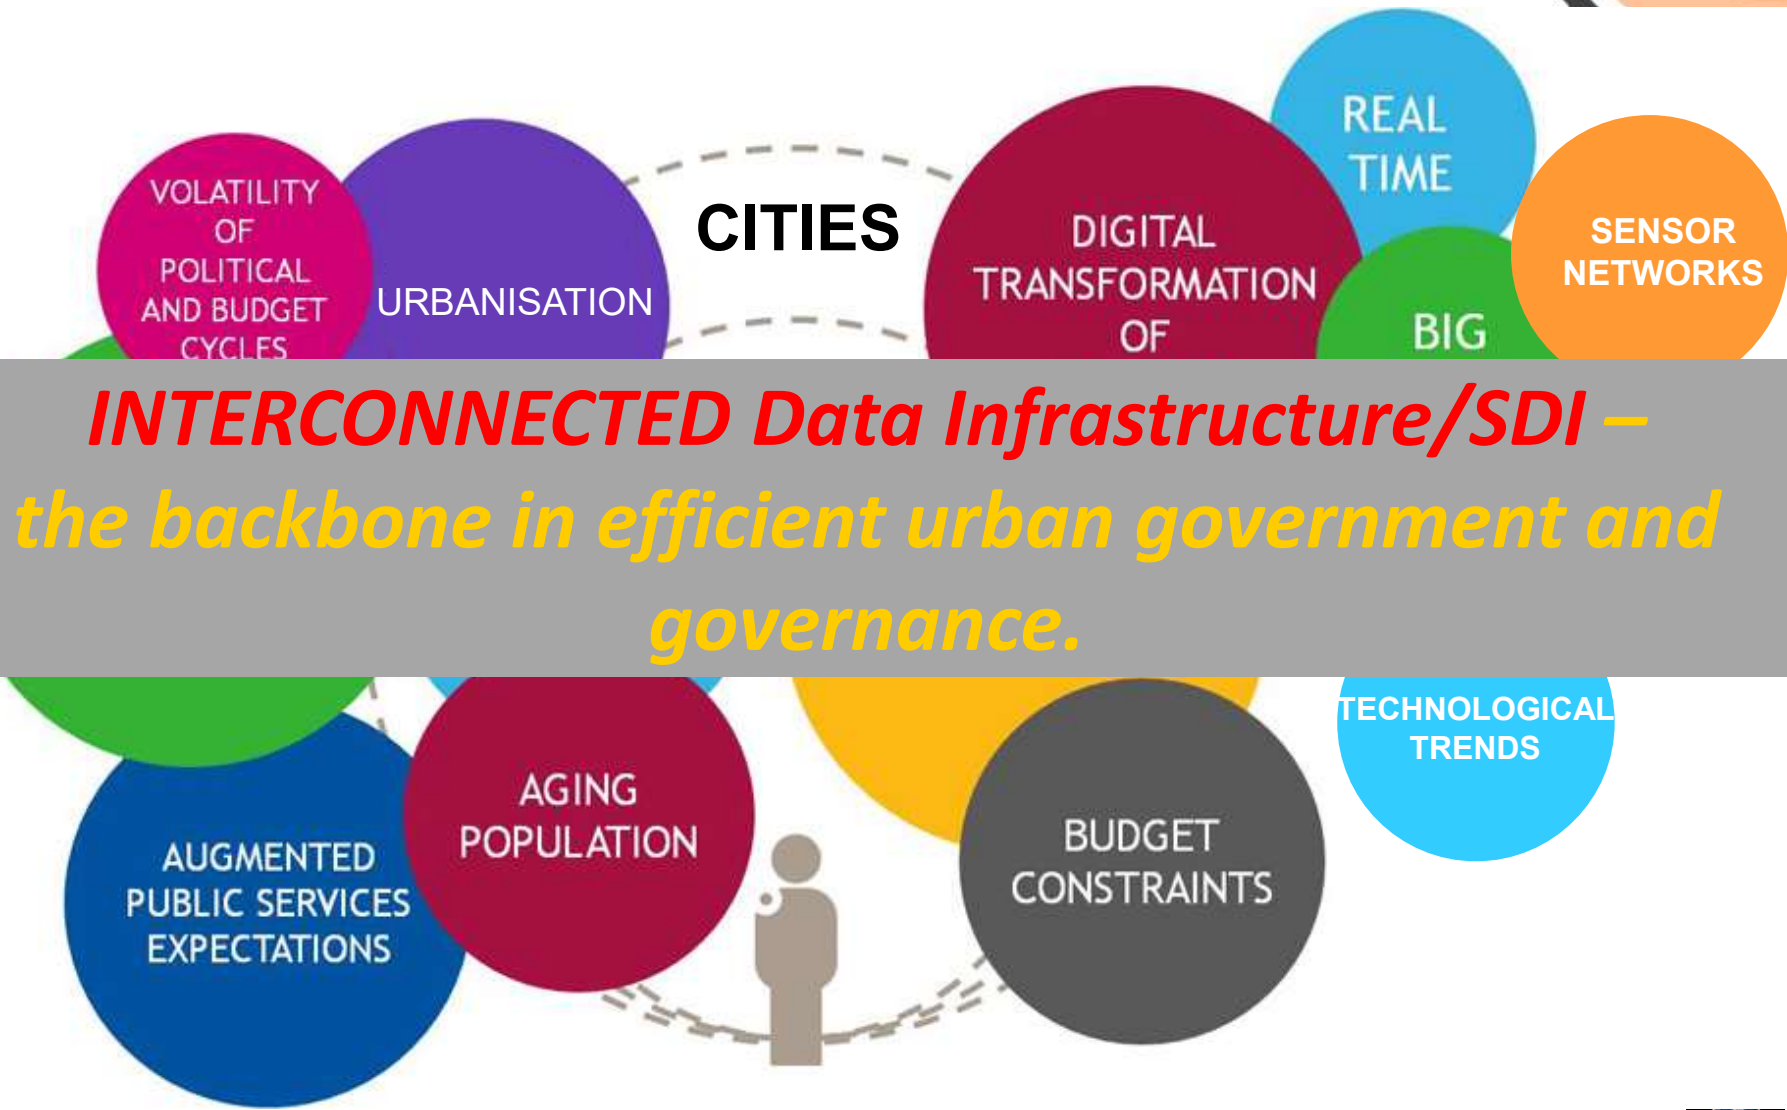 VOLATILITY
OF
POLITICAL
AND BUDGET
CYCLES
URBANISATION
CITIES
DIGITAL
TRANSFORMATION
OF
REAL
TIME
BIG
SENSOR
NETWORKS
INTERCONNECTED Data Infrastructure/SDI –
the backbone in efficient urban government and
governance.
AUGMENTED
PUBLIC SERVICES
EXPECTATIONS
AGING
POPULATION
BUDGET
CONSTRAINTS
TECHNOLOGICAL
TRENDS